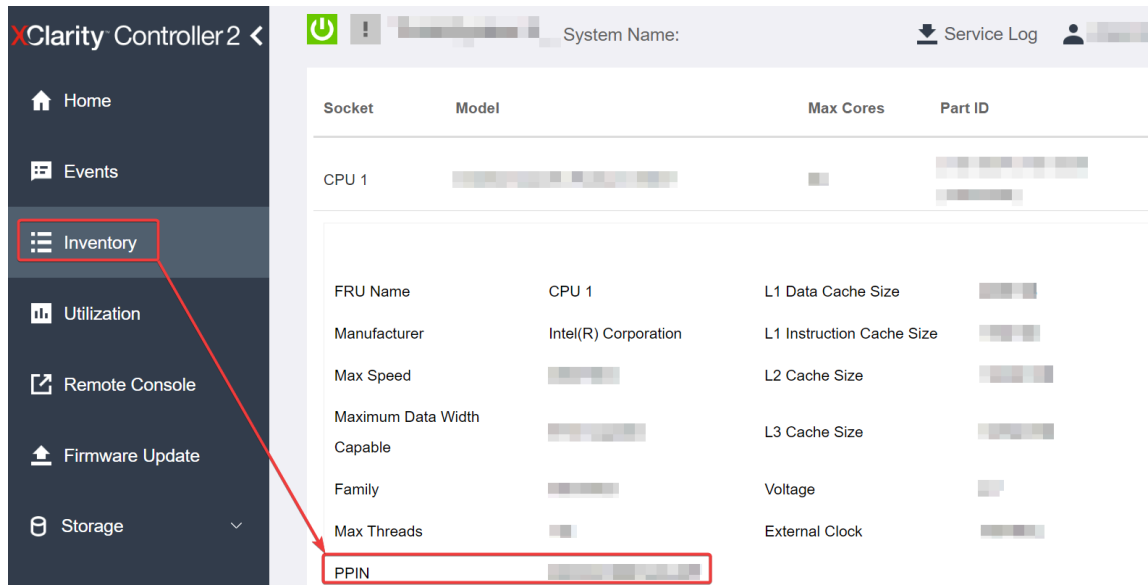 XClarity Controller 2
System Name:
Service Log
Home
Events
Inventory
Utilization
Remote Console
Firmware Update
Storage
Socket Model Max Cores Part ID
CPU 1
FRU Name CPU 1 L1 Data Cache Size
Manufacturer Intel(R) Corporation L1 Instruction Cache Size
Max Speed L2 Cache Size
Maximum Data Width
Capable
L3 Cache Size
Family Voltage
Max Threads External Clock
PPIN